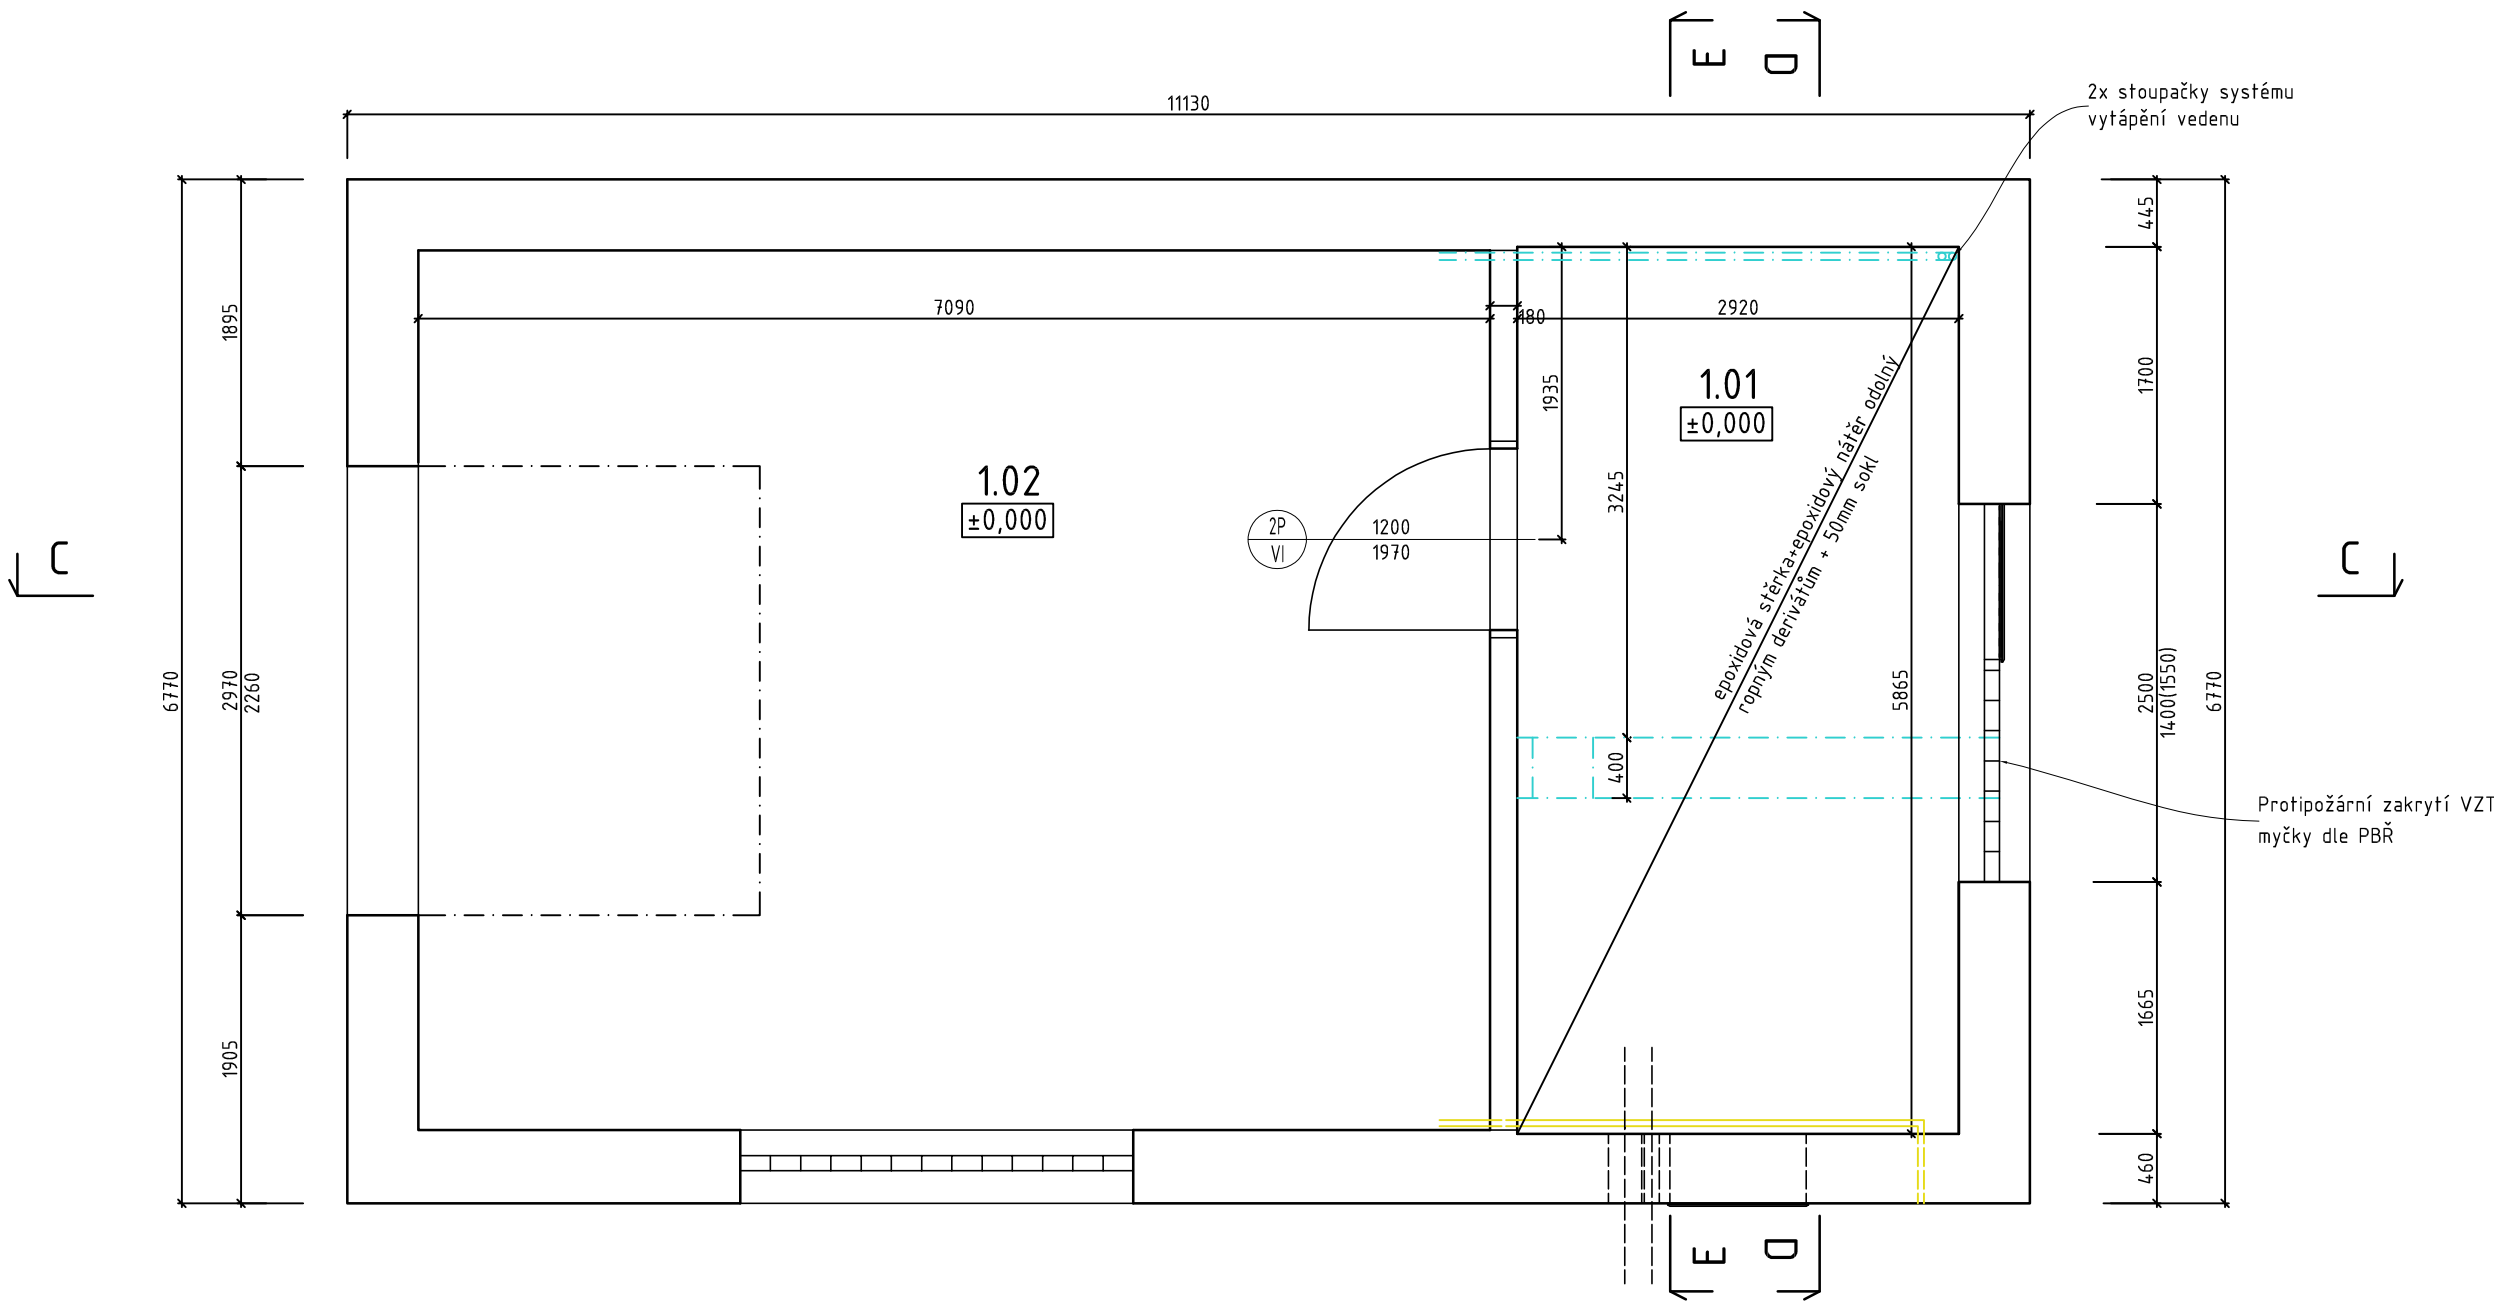 E
D
2x stoupačky systému
vytápění vedenu
11130
445
1895
7090
180
2920
1700
1935
1.01
±0,000
3245
1.02
±0,000
epoxidová stěrka+epoxidový nátěr odolný
ropným derivátům + 50mm sokl
2P
VI
1200
1970
C
C
6770
2970
2260
5865
2500
1400(1550)
6770
400
Protipožární zakrytí VZT
myčky dle PBŘ
1665
1905
460
E
D